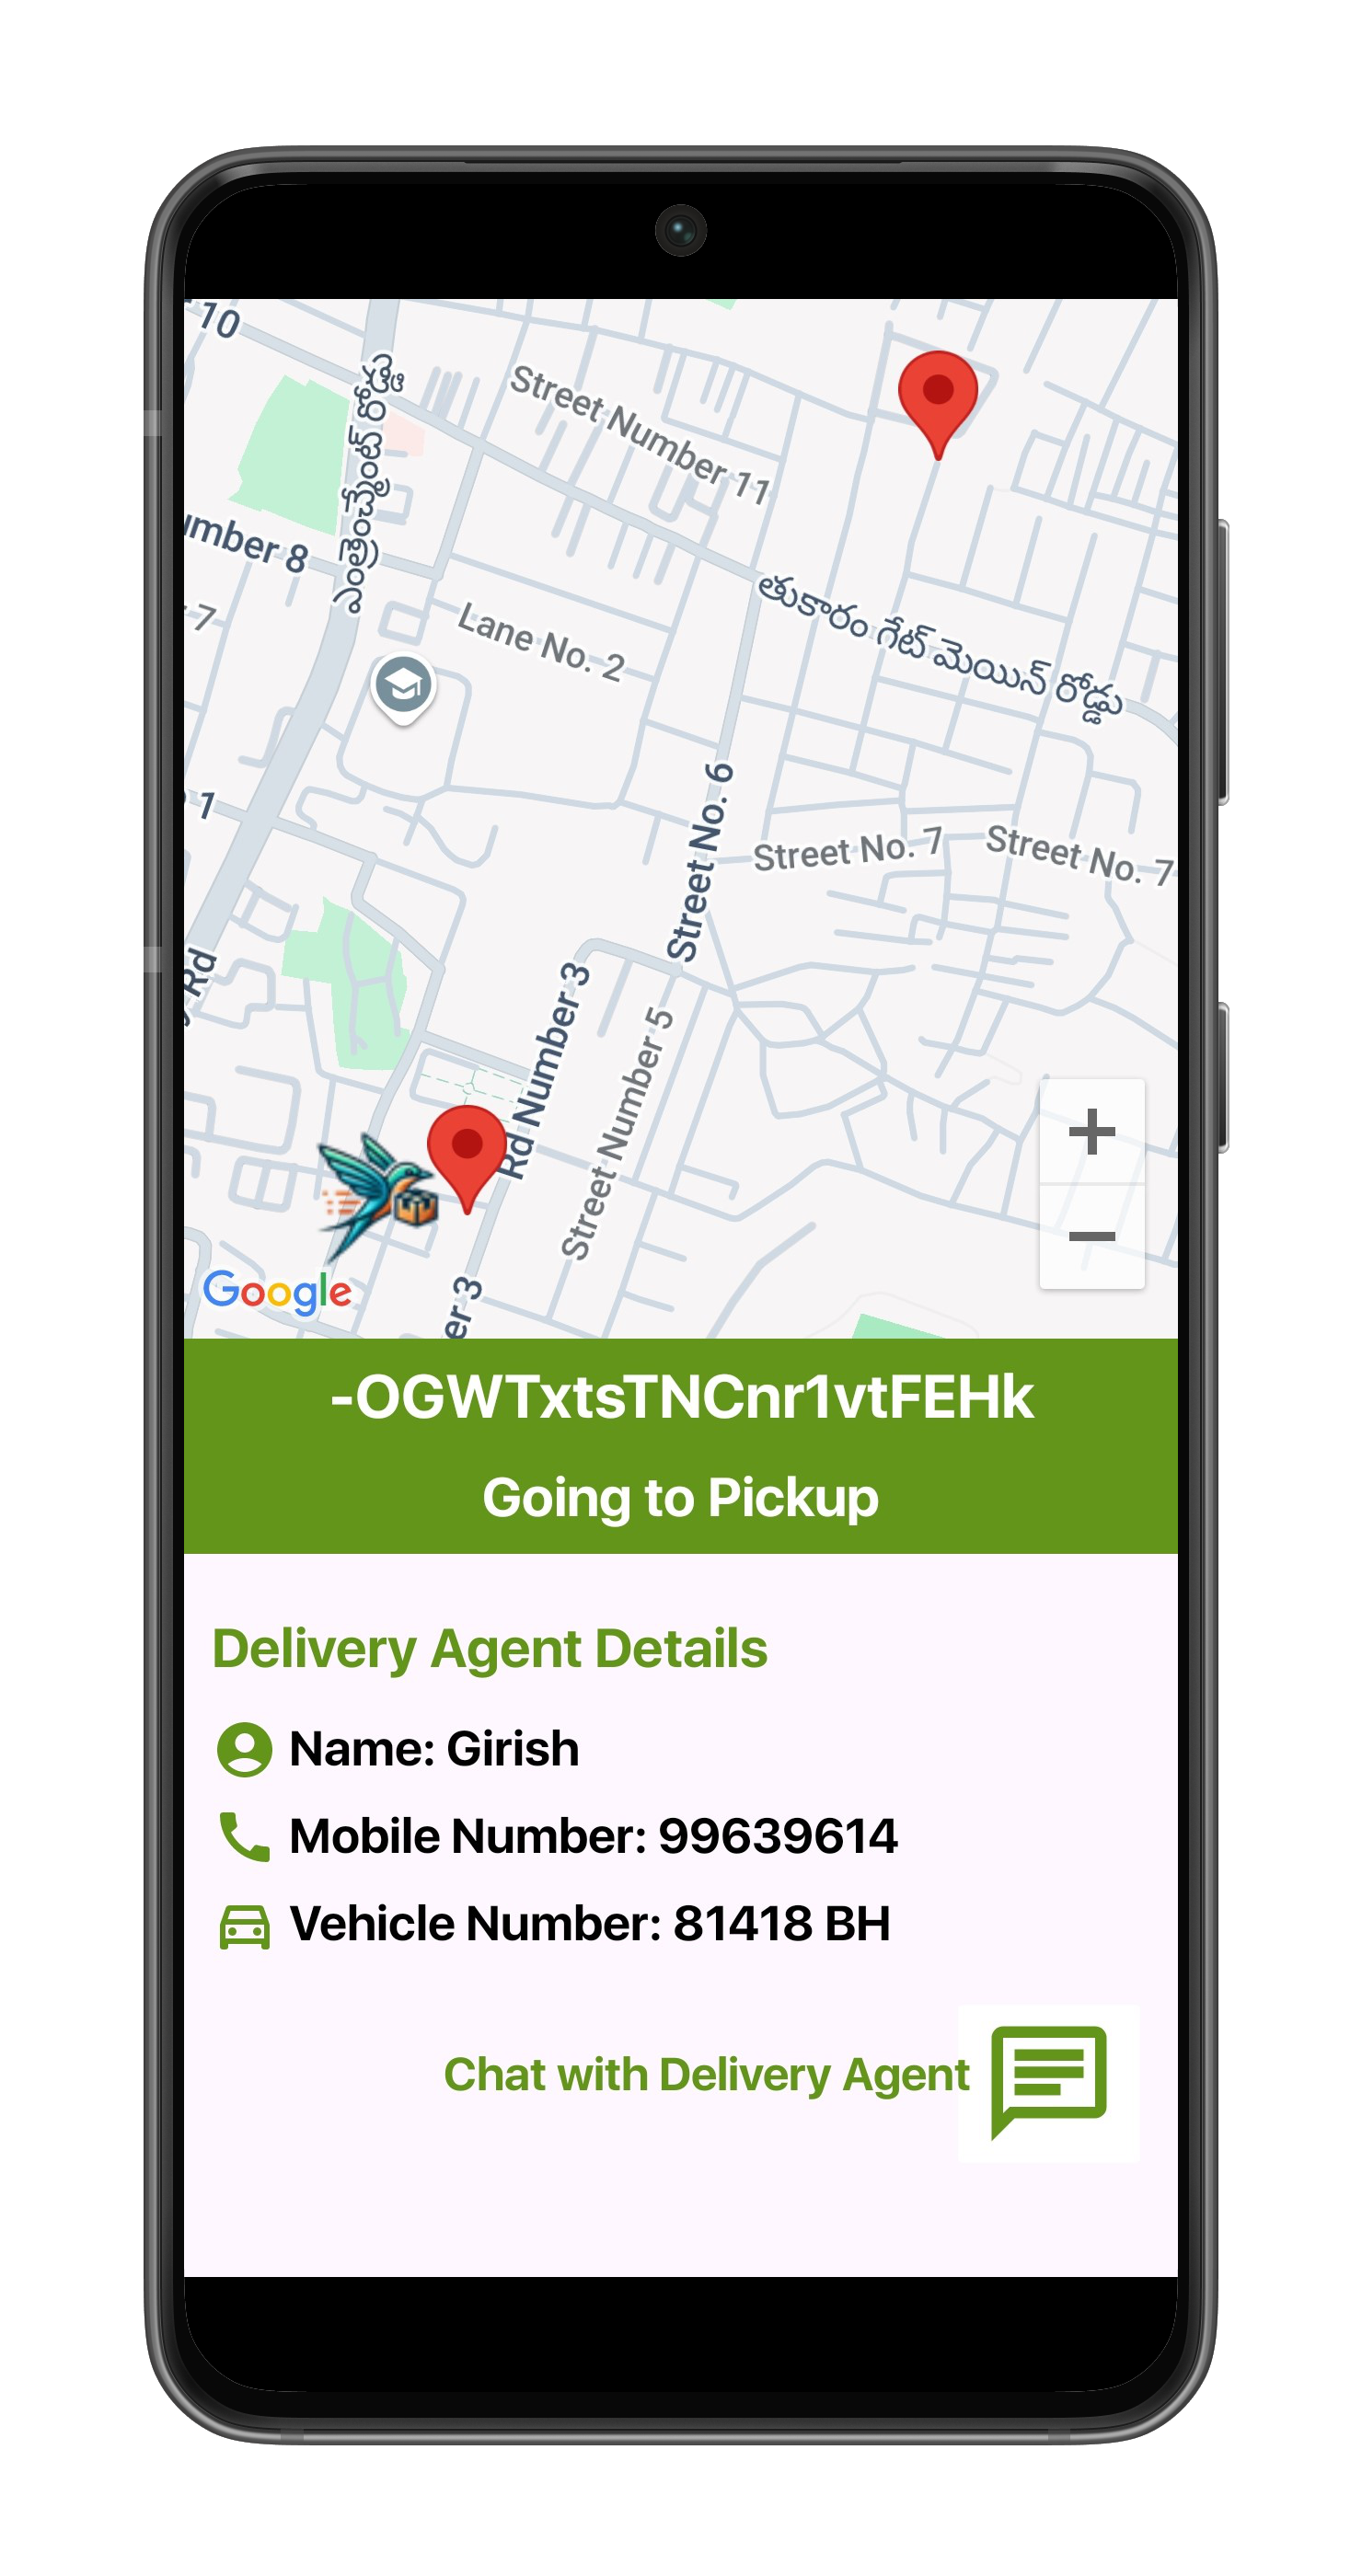 10
Street Number 11
ఎంట్రెంచ్మెంట్ రోడ్డు
umber 8
7
Lane No. 2
తుకారం గేట్ మెయిన్ రోడ్డు
1
Street No. 6
Street No. 7
Street No. 7
Rd
Rd Number 3
Street Number 5
er 3
Google
+
−
-OGWTxtsTNCnr1vtFEHk
Going to Pickup
Delivery Agent Details
Name: Girish
Mobile Number: 99639614
Vehicle Number: 81418 BH
Chat with Delivery Agent